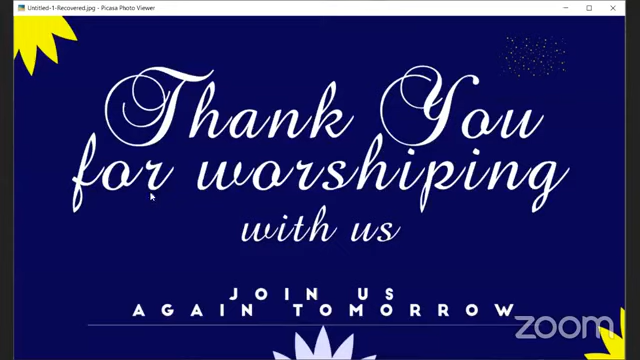 Untitled-1-Recovered.jpg - Picasa Photo Viewer
Thank You
for worshiping
with us
JOIN US
AGAIN TOMORROW
zoom